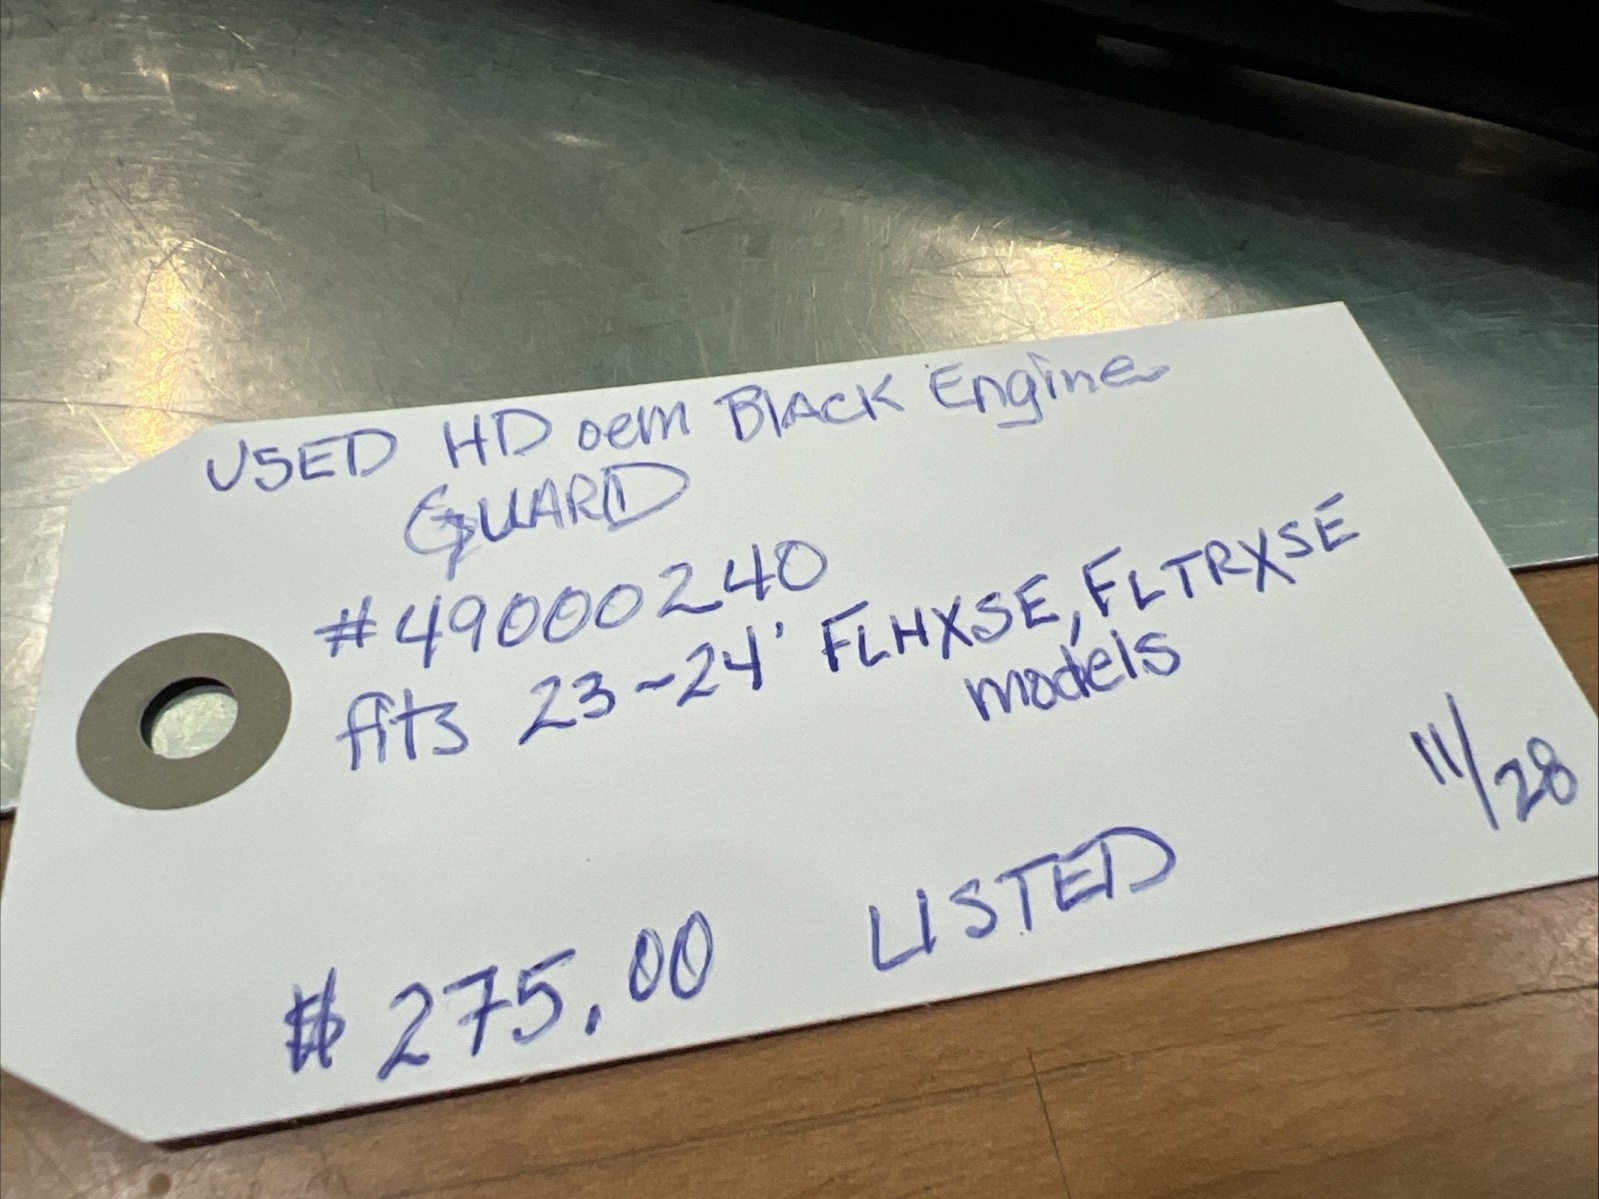 USED HD oem BLACK Engine
GUARD
#49000240
fits 23-24' FLHXSE, FLTRXSE
models
11/28
$275.00 LISTED